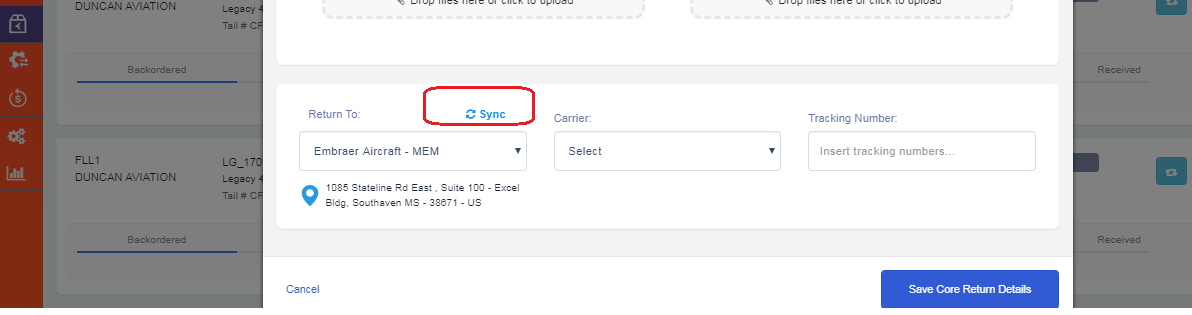 DUNCAN AVIATION
Legacy 4
Tail # CF
Drop files here or click to upload
Drop files here or click to upload
Backordered
Received
Return To:
Sync
Carrier:
Tracking Number:
Embraer Aircraft - MEM
Select
Insert tracking numbers...
1085 Stateline Rd East , Suite 100 - Excel
Bldg, Southaven MS - 38671 - US
FLL1
DUNCAN AVIATION
LG_170
Legacy 4
Tail # CF
Backordered
Received
Cancel
Save Core Return Details